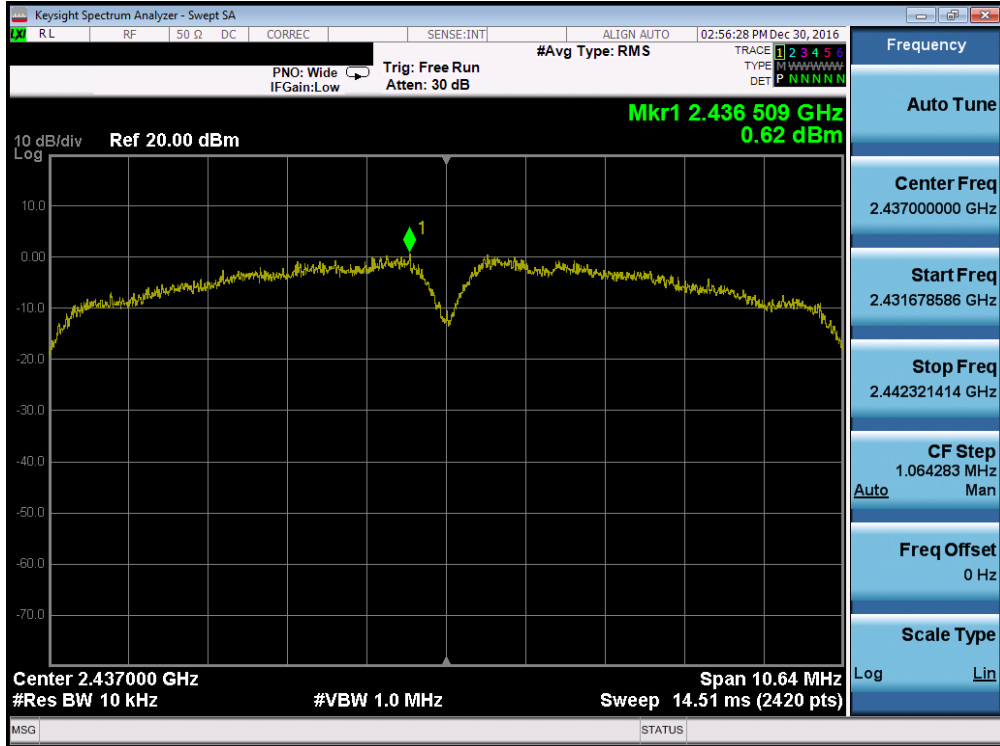 Keysight Spectrum Analyzer - Swept SA
LXI RL RF 50 Ω DC CORREC SENSE:INT ALIGN AUTO 02:56:28 PM Dec 30, 2016
#Avg Type: RMS
TRACE 1 2 3 4 5 6
TYPE M WWWWW
DET P N N N N N
PNO: Wide
IFGain:Low
Trig: Free Run
Atten: 30 dB
Mkr1 2.436 509 GHz
0.62 dBm
10 dB/div Ref 20.00 dBm
Log
10.0
0.00
-10.0
-20.0
-30.0
-40.0
-50.0
-60.0
-70.0
1
Center 2.437000 GHz
Span 10.64 MHz
#Res BW 10 kHz
#VBW 1.0 MHz
Sweep 14.51 ms (2420 pts)
MSG
STATUS
Frequency
Auto Tune
Center Freq
2.437000000 GHz
Start Freq
2.431678586 GHz
Stop Freq
2.442321414 GHz
CF Step
1.064283 MHz
Auto Man
Freq Offset
0 Hz
Scale Type
Log Lin